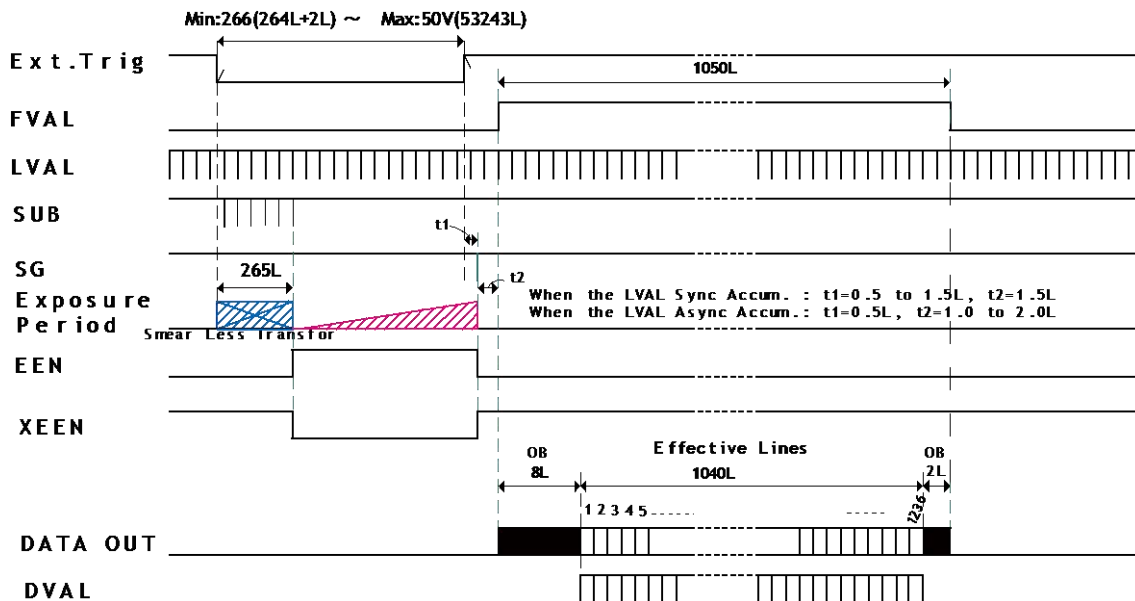 Min:266(264L+2L) ~ Max:50V(53243L)
Ext.Trig
1050L
FVAL
LVAL
SUB
t1
SG
265L
t2
Exposure
Period
When the LVAL Sync Accum. : t1=0.5 to 1.5L, t2=1.5L
When the LVAL Async Accum.: t1=0.5L, t2=1.0 to 2.0L
Smear Less Transfor
EEN
XEEN
OB
8L
Effective Lines
1040L
OB
2L
1 2 3 4 5
1236
DATA OUT
DVAL